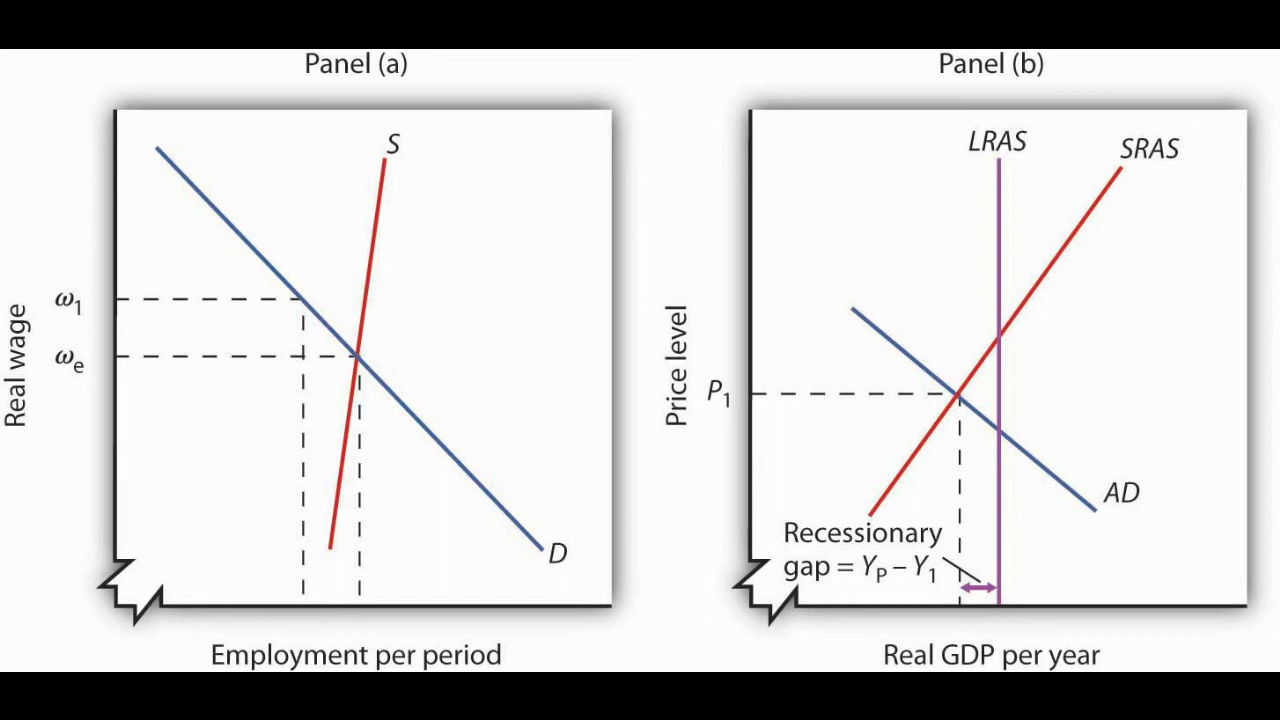 Panel (a)
S
ω1
ωe
D
Real wage
Employment per period
Panel (b)
LRAS
SRAS
P1
AD
Recessionary
gap = YP – Y1
Price level
Real GDP per year